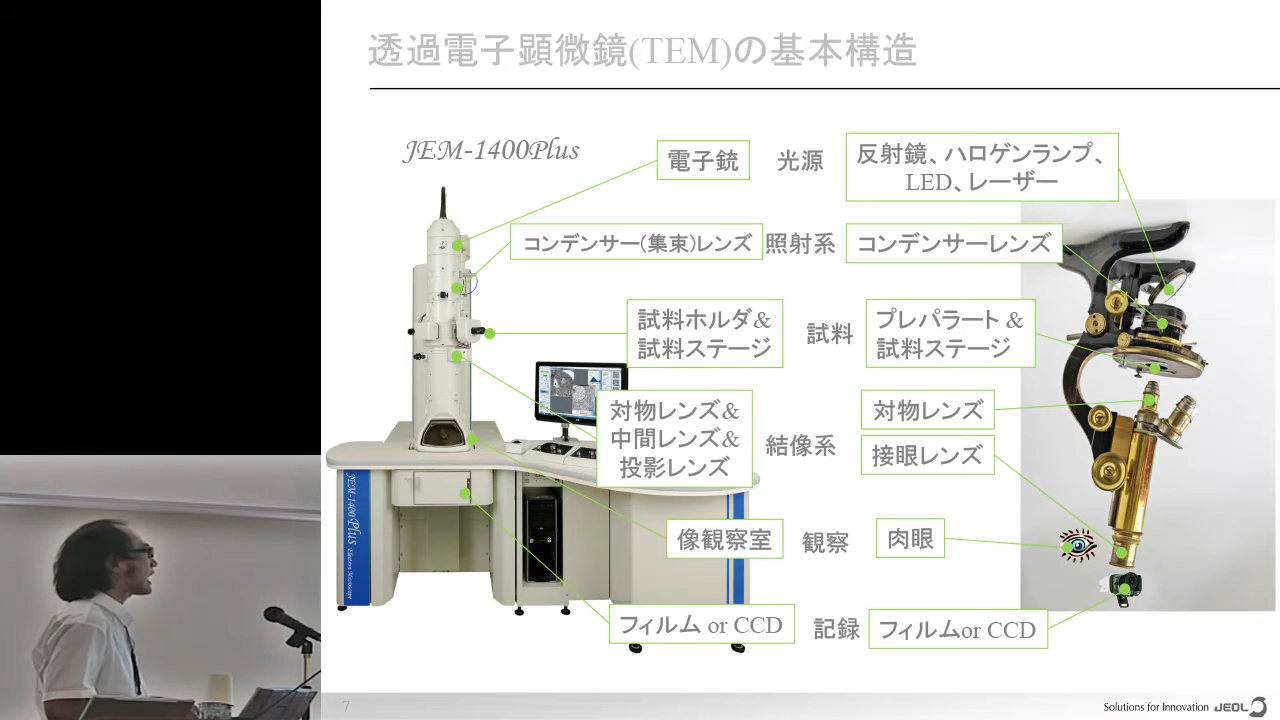 透過電子顕微鏡(TEM)の基本構造
JEM-1400Plus
電子銃
光源
反射鏡、ハロゲンランプ、
LED、レーザー
コンデンサー(集束)レンズ
照射系
コンデンサーレンズ
試料ホルダ&
試料ステージ
試料
プレパラート &
試料ステージ
対物レンズ&
中間レンズ&
投影レンズ
結像系
対物レンズ
接眼レンズ
像観察室
観察
肉眼
フィルム or CCD
記録
フィルムor CCD
JEM-1400Plus Electron Microscope
7
Solutions for Innovation JEOL